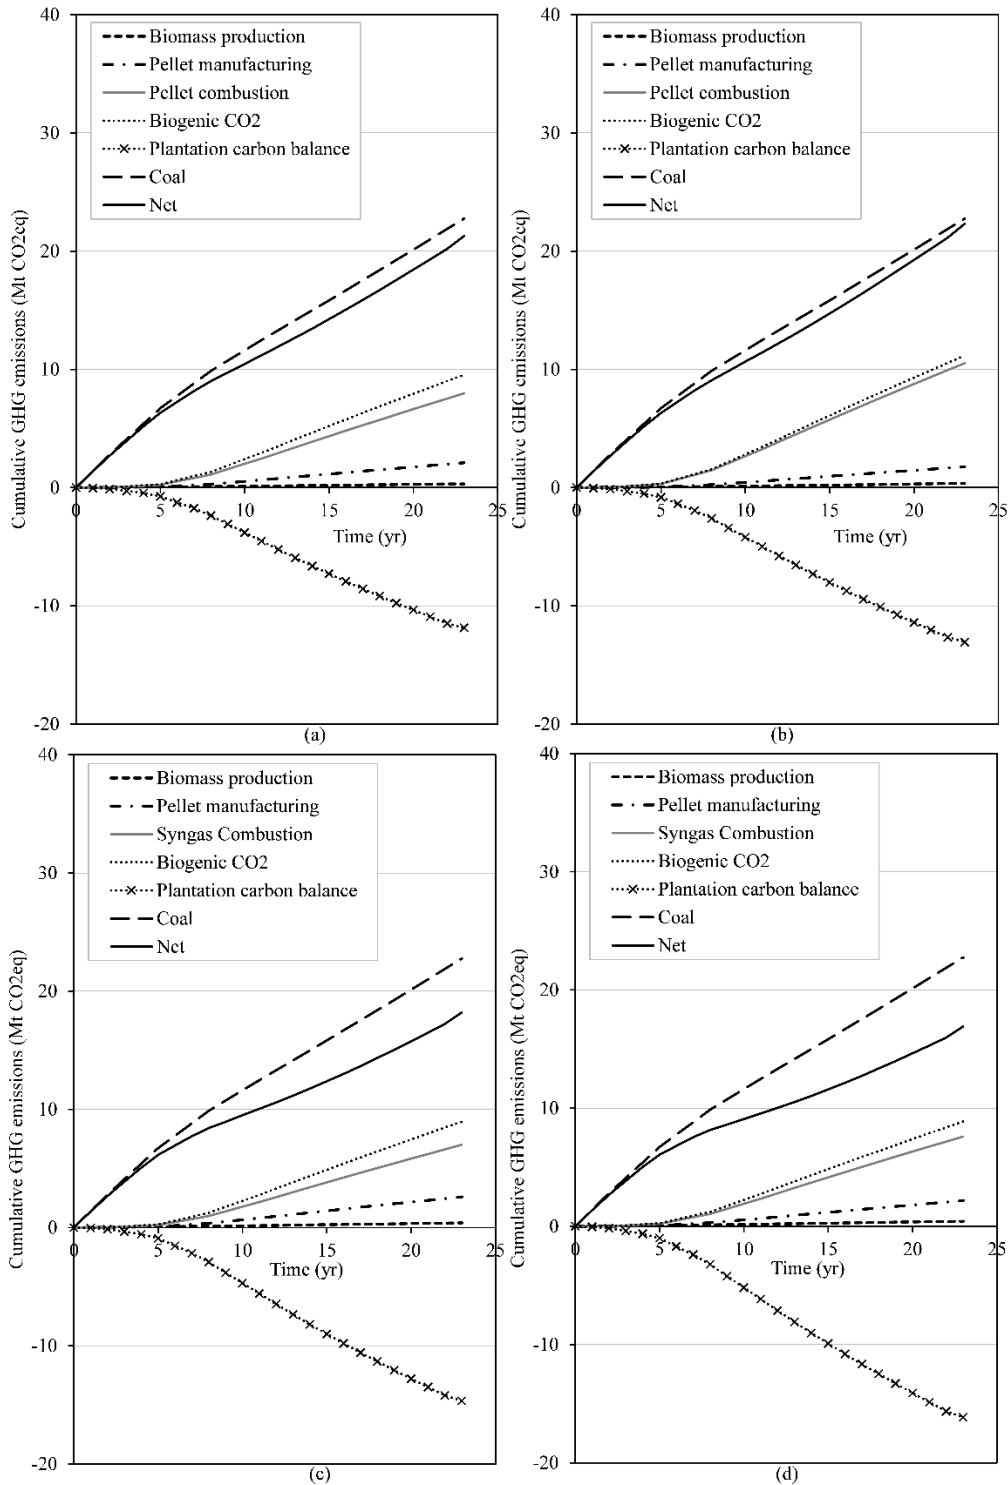 40
30
20
10
0
-10
-20
0
5
10
15
20
25
Cumulative GHG emissions (Mt CO2eq)
Time (yr)
Biomass production
Pellet manufacturing
Pellet combustion
Biogenic CO2
Plantation carbon balance
Coal
Net
(a)
40
30
20
10
0
-10
-20
0
5
10
15
20
25
Cumulative GHG emissions (Mt CO2eq)
Time (yr)
Biomass production
Pellet manufacturing
Pellet combustion
Biogenic CO2
Plantation carbon balance
Coal
Net
(b)
40
30
20
10
0
-10
-20
0
5
10
15
20
25
Cumulative GHG emissions (Mt CO2eq)
Time (yr)
Biomass production
Pellet manufacturing
Syngas Combustion
Biogenic CO2
Plantation carbon balance
Coal
Net
(c)
40
30
20
10
0
-10
-20
0
5
10
15
20
25
Cumulative GHG emissions (Mt CO2eq)
Time (yr)
Biomass production
Pellet manufacturing
Syngas Combustion
Biogenic CO2
Plantation carbon balance
Coal
Net
(d)